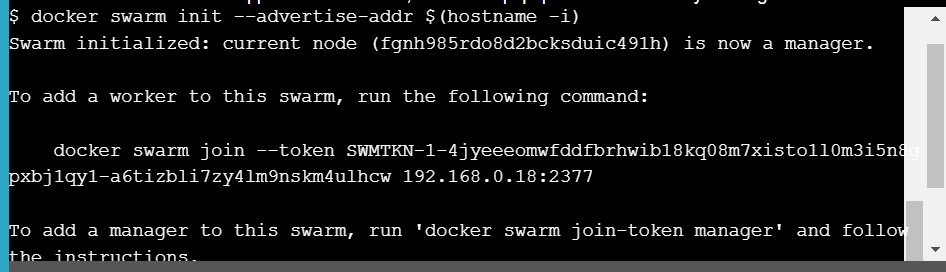 $ docker swarm init --advertise-addr $(hostname -i)
Swarm initialized: current node (fgnh985rdo8d2bcksduic491h) is now a manager.
To add a worker to this swarm, run the following command:
docker swarm join --token SWMTKN-1-4jyeeeomwfddfbrhwib18kq08m7xisto1l0m3i5n8g
pxbj1qy1-a6tizbli7zy4lm9nskm4ulhcw 192.168.0.18:2377
To add a manager to this swarm, run 'docker swarm join-token manager' and follow
the instructions.